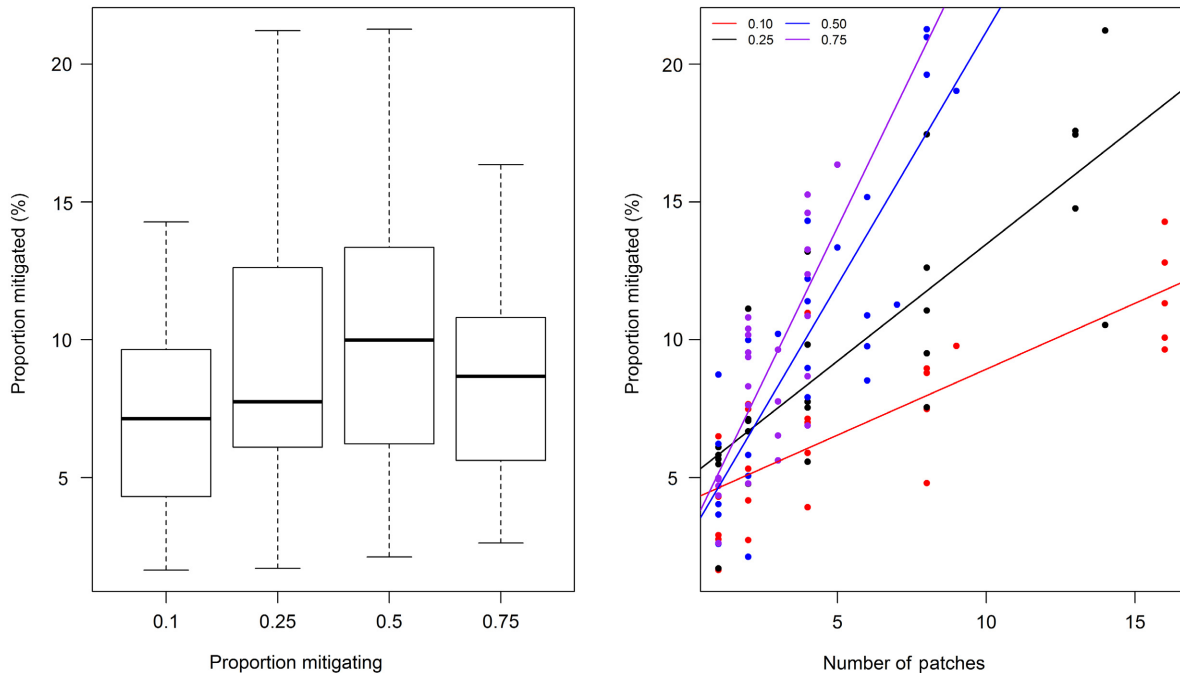 Proportion mitigated (%)
20
15
10
5
0.1 0.25 0.5 0.75
Proportion mitigating
Proportion mitigated (%)
20
15
10
5
0.10 0.50
0.25 0.75
5 10 15
Number of patches